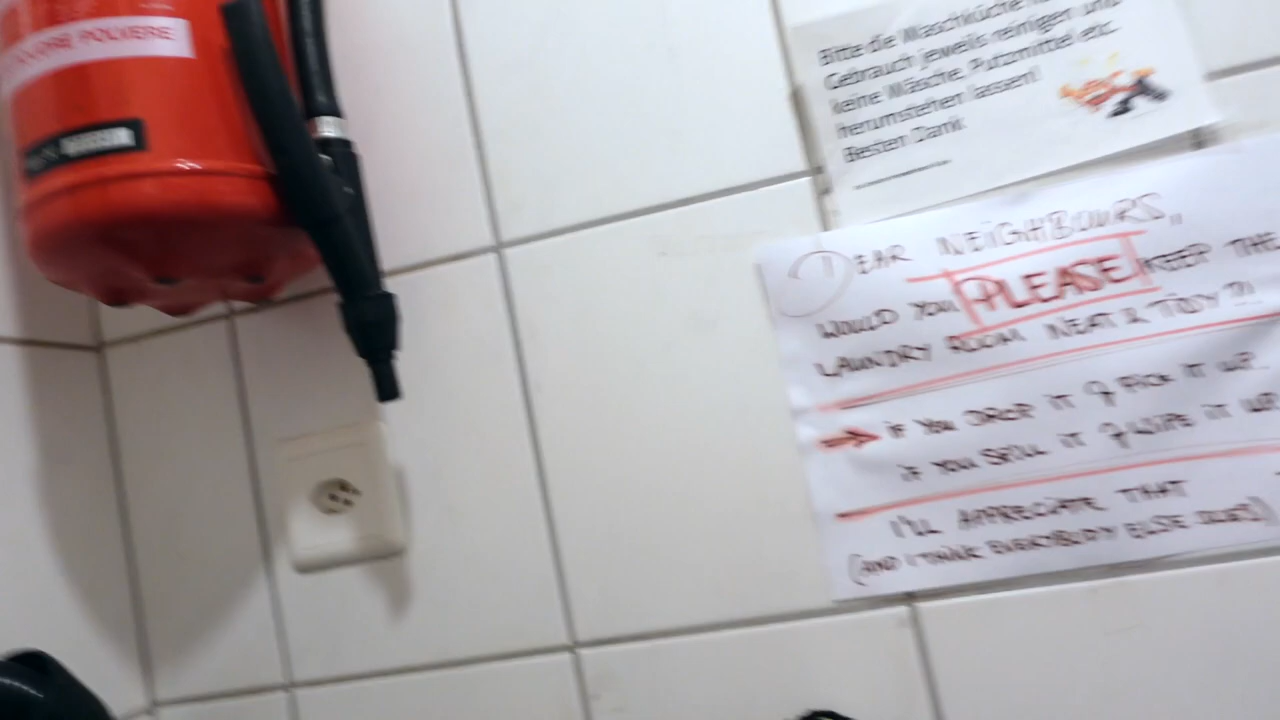 POLVERE
Bitte die Waschküche
Gebrauch jeweils reinigen und
keine Wäsche, Putzmittel etc.
herumstehen lassen!
Besten Dank
DEAR NEIGHBOURS,
WOULD YOU PLEASE KEEP THE
LAUNDRY ROOM NEAT & TIDY?!
IF YOU DROP IT PICK IT UP
IF YOU SPILL IT WIPE IT UP
I'LL APPRECIATE THAT
(AND I THINK EVERYBODY ELSE DOES)